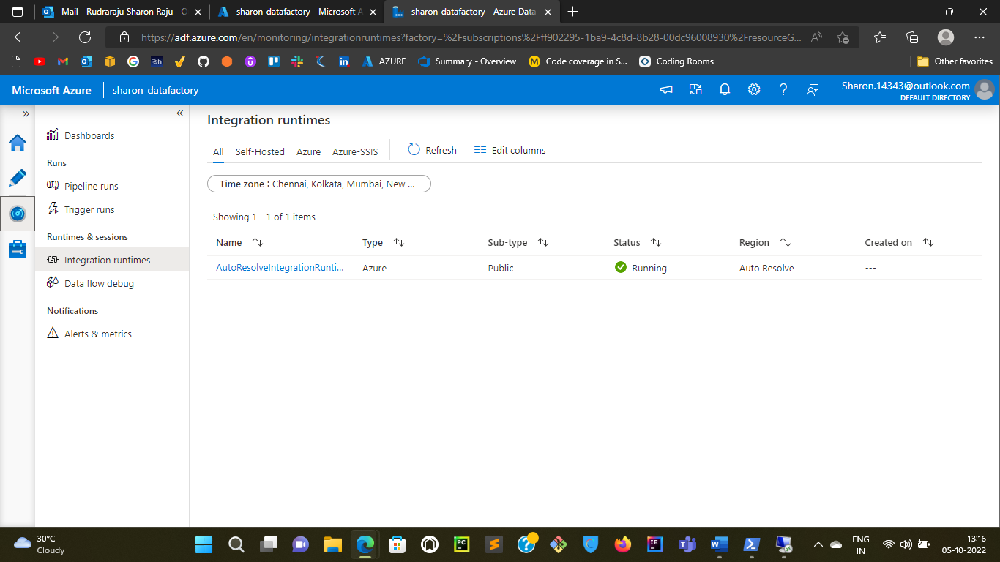 Mail - Rudraraju Sharon Raju - O
sharon-datafactory - Microsoft A
sharon-datafactory - Azure Data
https://adf.azure.com/en/monitoring/integrationruntimes?factory=%2Fsubscriptions%2Fff902295-1ba9-4c8d-8b28-00dc96008930%2FresourceG...
AZURE
Summary - Overview
Code coverage in S...
Coding Rooms
Other favorites
Microsoft Azure
sharon-datafactory
Sharon.14343@outlook.com
DEFAULT DIRECTORY
Dashboards
Runs
Pipeline runs
Trigger runs
Runtimes & sessions
Integration runtimes
Data flow debug
Notifications
Alerts & metrics
Integration runtimes
All Self-Hosted Azure Azure-SSIS Refresh Edit columns
Time zone : Chennai, Kolkata, Mumbai, New ...
Showing 1 - 1 of 1 items
Name Type Sub-type Status Region Created on
AutoResolveIntegrationRunti... Azure Public Running Auto Resolve ---
30°C
Cloudy
ENG
IN
13:16
05-10-2022